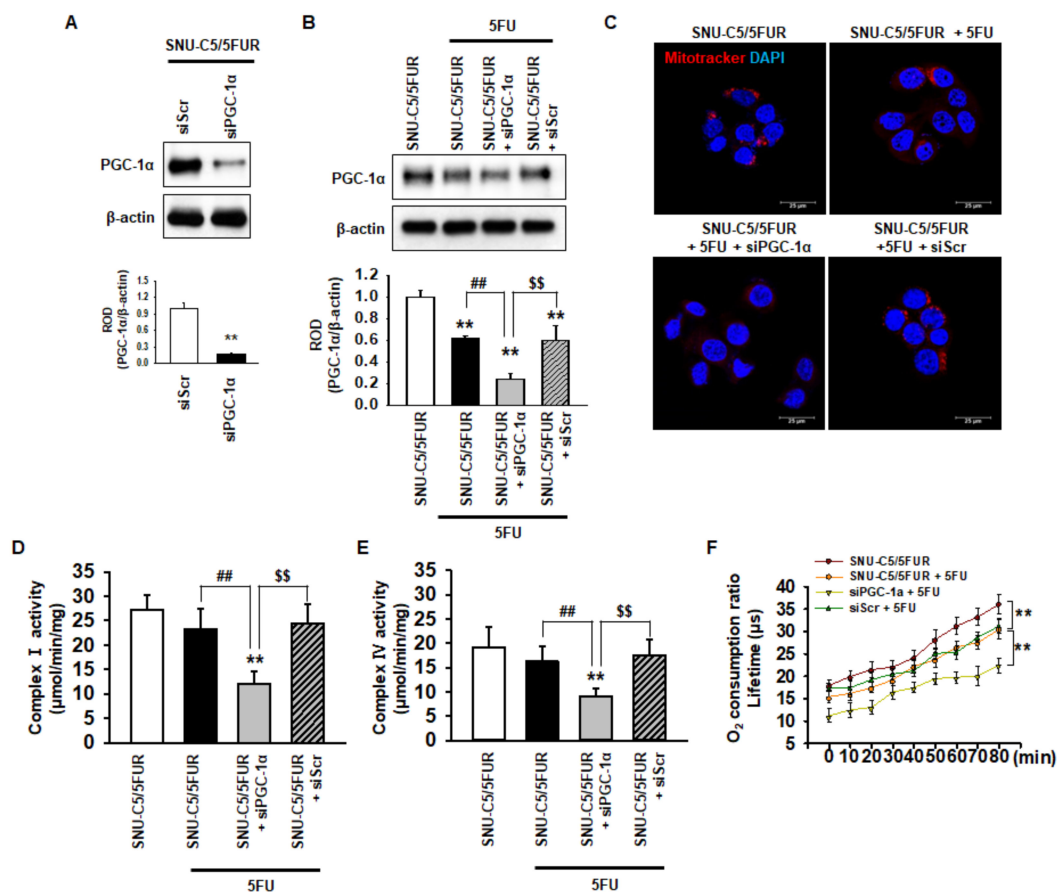 A
SNU-C5/5FUR
siScr
siPGC-1α
PGC-1α
β-actin
ROD
(PGC-1α/β-actin)
1.5
1.2
0.9
0.6
0.3
0.0
**
siScr
siPGC-1α
B
5FU
SNU-C5/5FUR
SNU-C5/5FUR
SNU-C5/5FUR
+ siPGC-1α
SNU-C5/5FUR
+ siScr
PGC-1α
β-actin
ROD
(PGC-1α/β-actin)
1.2
1.0
0.8
0.6
0.4
0.2
0.0
##
$$
**
**
**
SNU-C5/5FUR
SNU-C5/5FUR
SNU-C5/5FUR
+ siPGC-1α
SNU-C5/5FUR
+ siScr
5FU
C
SNU-C5/5FUR
Mitotracker DAPI
25 µm
SNU-C5/5FUR + 5FU
25 µm
SNU-C5/5FUR
+ 5FU + siPGC-1α
25 µm
SNU-C5/5FUR
+5FU + siScr
25 µm
D
Complex I activity
(µmol/min/mg)
35
30
25
20
15
10
5
0
##
$$
**
SNU-C5/5FUR
SNU-C5/5FUR
SNU-C5/5FUR
+ siPGC-1α
SNU-C5/5FUR
+ siScr
5FU
E
Complex IV activity
(µmol/min/mg)
35
30
25
20
15
10
5
0
##
$$
**
SNU-C5/5FUR
SNU-C5/5FUR
SNU-C5/5FUR
+ siPGC-1α
SNU-C5/5FUR
+ siScr
5FU
F
SNU-C5/5FUR
SNU-C5/5FUR + 5FU
siPGC-1a + 5FU
siScr + 5FU
O₂ consumption ratio
Lifetime (µs)
40
35
30
25
20
15
10
5
**
**
0 10 20 30 40 50 60 70 80 (min)